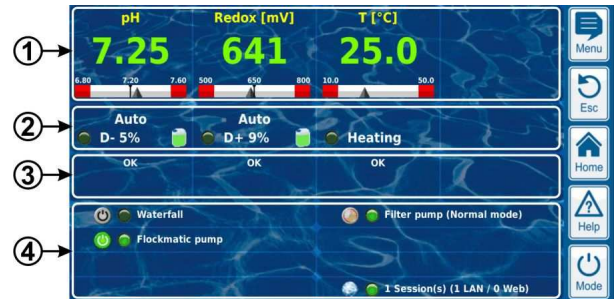 pH Redox [mV] T [°C]
7.25 641 25.0
6.80 7.20 7.60 500 650 800 10.0 50.0
Auto Auto
D- 5% D+ 9% Heating
OK OK OK
Waterfall Filter pump (Normal mode)
Flockmatic pump
1 Session(s) (1 LAN / 0 Web)
1
2
3
4
Menu
Esc
Home
Help
Mode